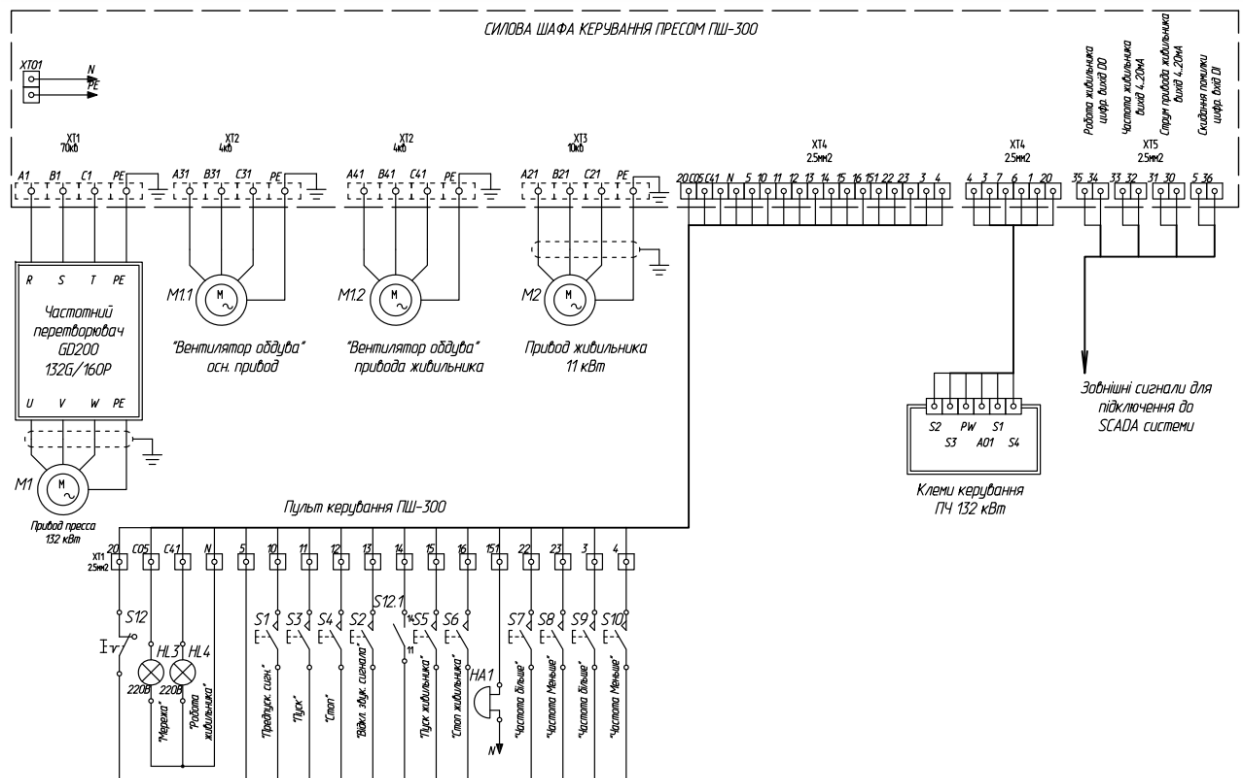 СИЛОВА ШАФА КЕРУВАННЯ ПРЕСОМ ПШ-300
XT01
N
PE
Робота живильника
цифр. вихід DO
Частота живильника
вихід 4..20мА
Струм привода живильника
вихід 4..20мА
Скидання помилки
цифр. вхід DI
XT1
70кв
XT2
4кв
XT2
4кв
XT3
10кв
XT4
2.5мм2
XT4
2.5мм2
XT5
2.5мм2
A1 B1 C1 PE
A31 B31 C31 PE
A41 B41 C41 PE
A21 B21 C21 PE
20 C05 C41 N 5 10 11 12 13 14 15 16 151 22 23 3 4
4 3 7 6 1 20
35 34 33 32 31 30 5 36
R S T PE
Частотний
перетворювач
GD200
132G/160P
U V W PE
M1.1
M
"Вентилятор обдува"
осн. привод
M1.2
M
"Вентилятор обдува"
привода живильника
M2
M
Привод живильника
11 кВт
M1
M
Привод пресса
132 кВт
S2 PW S1
S3 A01 S4
Клеми керування
ПЧ 132 кВт
Зовнішні сигнали для
підключення до
SCADA системи
Пульт керування ПШ-300
XT1
2.5мм2
20 C05 C41 N 5 10 11 12 13 14 15 16 151 22 23 3 4
S12
HL3
220В
"Мережа"
HL4
220В
"Робота
живильника"
S1
"Предпуск. сигн."
S3
"Пуск"
S4
"Стоп"
S2
"Відкл. звук. сигнала"
S12.1
14
11
S5
"Пуск живильника"
S6
"Стоп живильника"
HA1
N
S7
"Частота більше"
S8
"Частота Меньше"
S9
"Частота більше"
S10
"Частота Меньше"